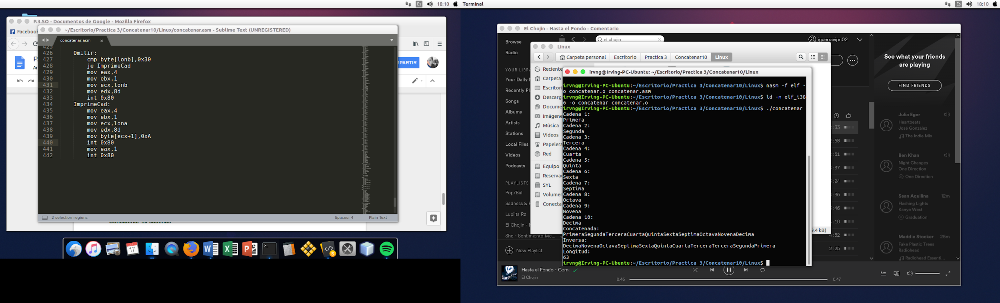 Es 18:10 Terminal
Es 18:10
P.3.SO - Documentos de Google - Mozilla Firefox
Facebook
MPARTIR
~/Escritorio/Practica 3/Concatenar10/Linux/concatenar.asm - Sublime Text (UNREGISTERED)
concatenar.asm
425
426 Omitir:
427 cmp byte[lonb],0x30
428 je ImprimeCad
429 mov eax,4
430 mov ebx,1
431 mov ecx,lonb
432 mov edx,8d
433 int 0x80
434 ImprimeCad:
435 mov eax,4
436 mov ebx,1
437 mov ecx,lona
438 mov edx,8d
439 mov byte[ecx+1],0xA
440 int 0x80
441 mov eax,1
442 int 0x80
2 selection regions Spaces: 4 Plain Text
Concatenar 10 cadenas
JUL
17
El Chojin - Hasta el Fondo - Comentario
Browse
Radio
YOUR LIBRA
Your Daily M
Recently Pl
Songs
Albums
Artists
Stations
Local Files
Videos
Podcasts
PLAYLISTS
Pop/Bal
Sadness &
Lupiita Rz
El Chojin -
She - Sentimiento Me...
New Playlist
el chojin
iguerravipn02
Linux
Carpeta personal Escritorio Practica 3 Concatenar10 Linux
Reciente
Carpeta
Escritori
Descarga
Docume
Imágene
Música
Vídeos
Papelera
Red
Equipo
Reservad
SYL
Volumen
Conecta
9.4 kB)
irvng@Irving-PC-Ubuntu: ~/Escritorio/Practica 3/Concatenar10/Linux
irvng@Irving-PC-Ubuntu:~/Escritorio/Practica 3/Concatenar10/Linux$ nasm -f elf -
o concatenar.o concatenar.asm
irvng@Irving-PC-Ubuntu:~/Escritorio/Practica 3/Concatenar10/Linux$ ld -m elf_i38
6 -o concatenar concatenar.o
irvng@Irving-PC-Ubuntu:~/Escritorio/Practica 3/Concatenar10/Linux$ ./concatenar
Cadena 1:
Primera
Cadena 2:
Segunda
Cadena 3:
Tercera
Cadena 4:
Cuarta
Cadena 5:
Quinta
Cadena 6:
Sexta
Cadena 7:
Septima
Cadena 8:
Octava
Cadena 9:
Novena
Cadena 10:
Decima
Concatenada:
PrimeraSegundaTerceraCuartaQuintaSextaSeptimaOctavaNovenaDecima
Inversa:
DecimaNovenaOctavaSeptimaSextaQuintaCuartaTerceraTerceraSegundaPrimera
Longitud:
63
irvng@Irving-PC-Ubuntu:~/Escritorio/Practica 3/Concatenar10/Linux$
:33
:58
:51
:37
:24
:36
:46
:10
4:52
2:25
See what your friends
are playing
FIND FRIENDS
Julia Eger
Heartbeats
José González
The Indie Mix
Ben Khan
Night Changes
One Direction
One Direction
Sean Aquilina 12m
Flashing Lights
Kanye West
Graduation
Maddie Stocker 25m
Fake Plastic Trees
Radiohead
Radiohead Essenti...
Hasta el Fondo - Com
El Chojin
0:46 0:47